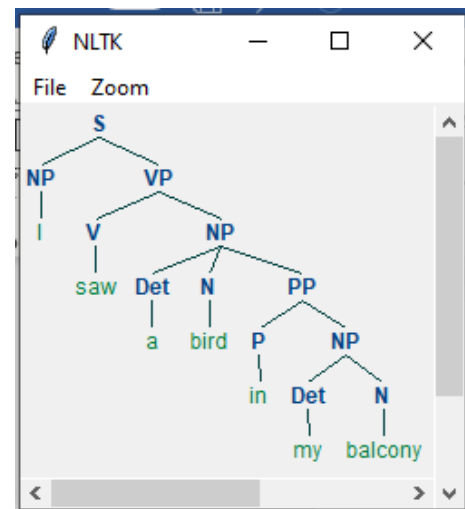 NLTK
File Zoom
S
NP VP
I V NP
saw Det N PP
a bird P NP
in Det N
my balcony